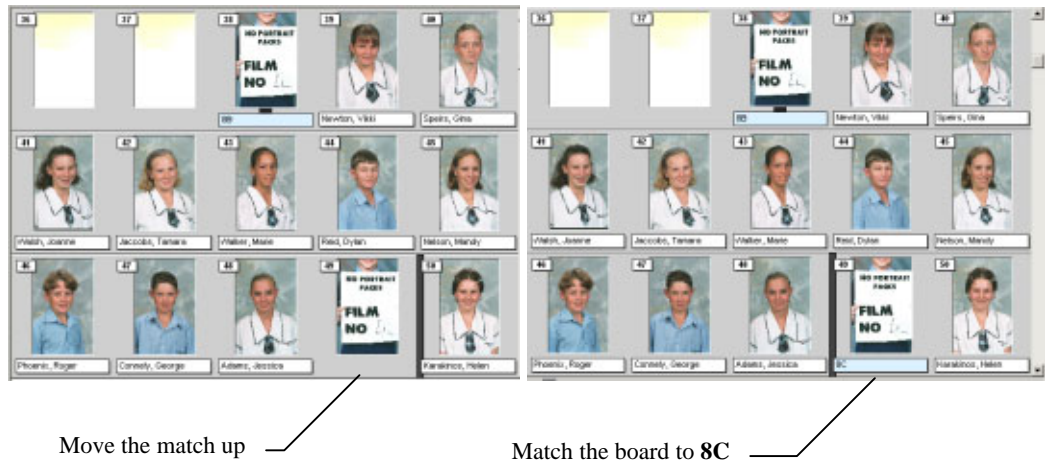 36 37 38 39 40
NO PORTRAIT
PACKS
FILM
NO
8B Newton, Vikki Speirs, Gina
41 42 43 44 45
Walsh, Joanne Jaccobs, Tamara Walker, Marie Reid, Dylan Nelson, Mandy
46 47 48 49 50
NO PORTRAIT
PACKS
FILM
NO
Phoenix, Roger Connely, George Adams, Jessica Karakinos, Helen
36 37 38 39 40
NO PORTRAIT
PACKS
FILM
NO
8B Newton, Vikki Speirs, Gina
41 42 43 44 45
Walsh, Joanne Jaccobs, Tamara Walker, Marie Reid, Dylan Nelson, Mandy
46 47 48 49 50
NO PORTRAIT
PACKS
FILM
NO
Phoenix, Roger Connely, George Adams, Jessica 8C Karakinos, Helen
Move the match up
Match the board to 8C